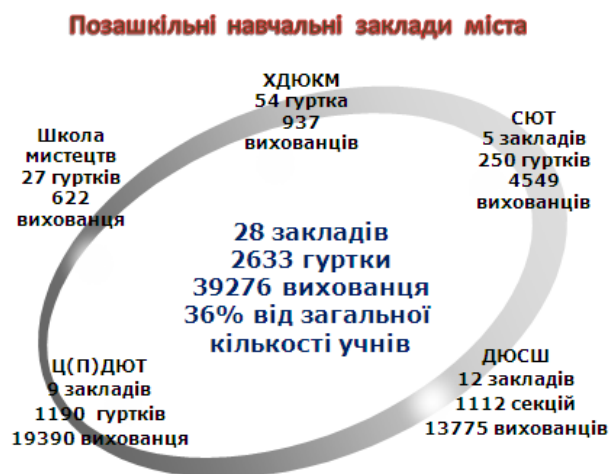 Позашкільні навчальні заклади міста
ХДЮКМ
54 гуртка
937
вихованців
СЮТ
5 закладів
250 гуртків
4549
вихованців
Школа
мистецтв
27 гуртків
622
вихованця
28 закладів
2633 гуртки
39276 вихованця
36% від загальної
кількості учнів
Ц(П)ДЮТ
9 закладів
1190 гуртків
19390 вихованця
ДЮСШ
12 закладів
1112 секцій
13775 вихованців